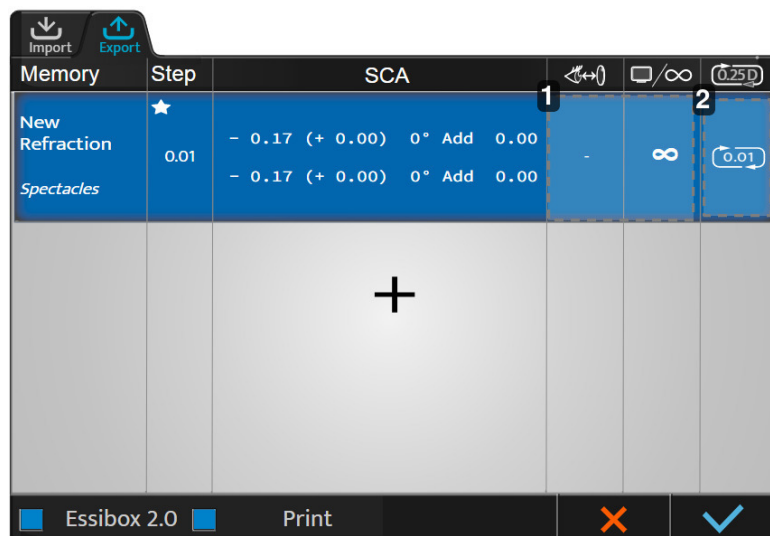 Import Export
Memory Step SCA /∞ 0.25D
1 2
New
Refraction
Spectacles
0.01
- 0.17 (+ 0.00) 0° Add 0.00
- 0.17 (+ 0.00) 0° Add 0.00
- ∞ 0.01
Essibox 2.0 Print